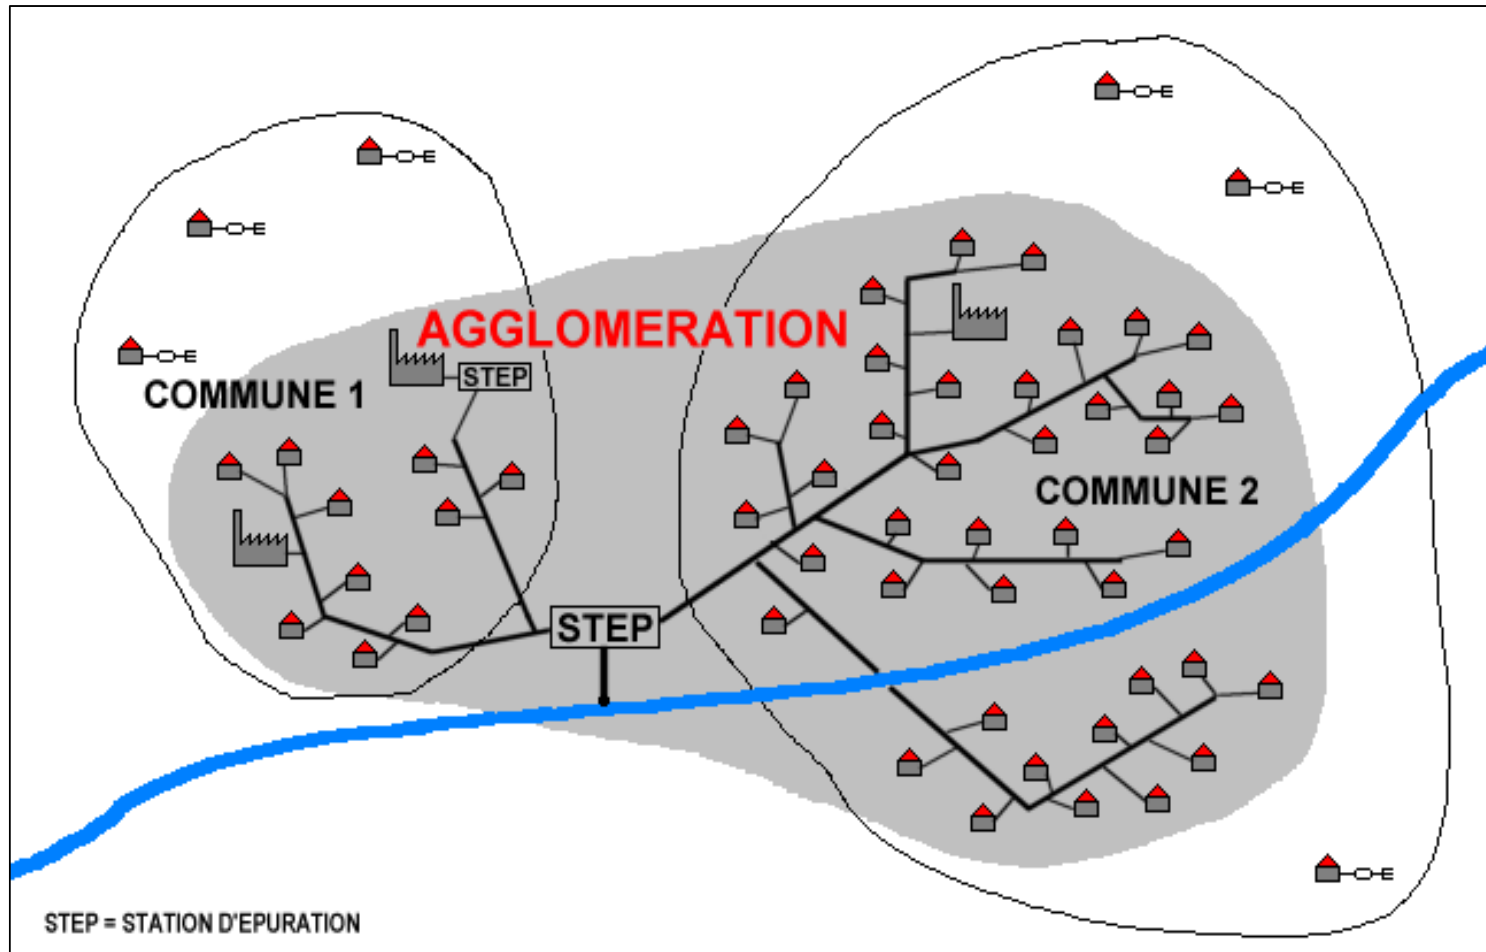 AGGLOMERATION
STEP
COMMUNE 1
COMMUNE 2
STEP
STEP = STATION D'EPURATION